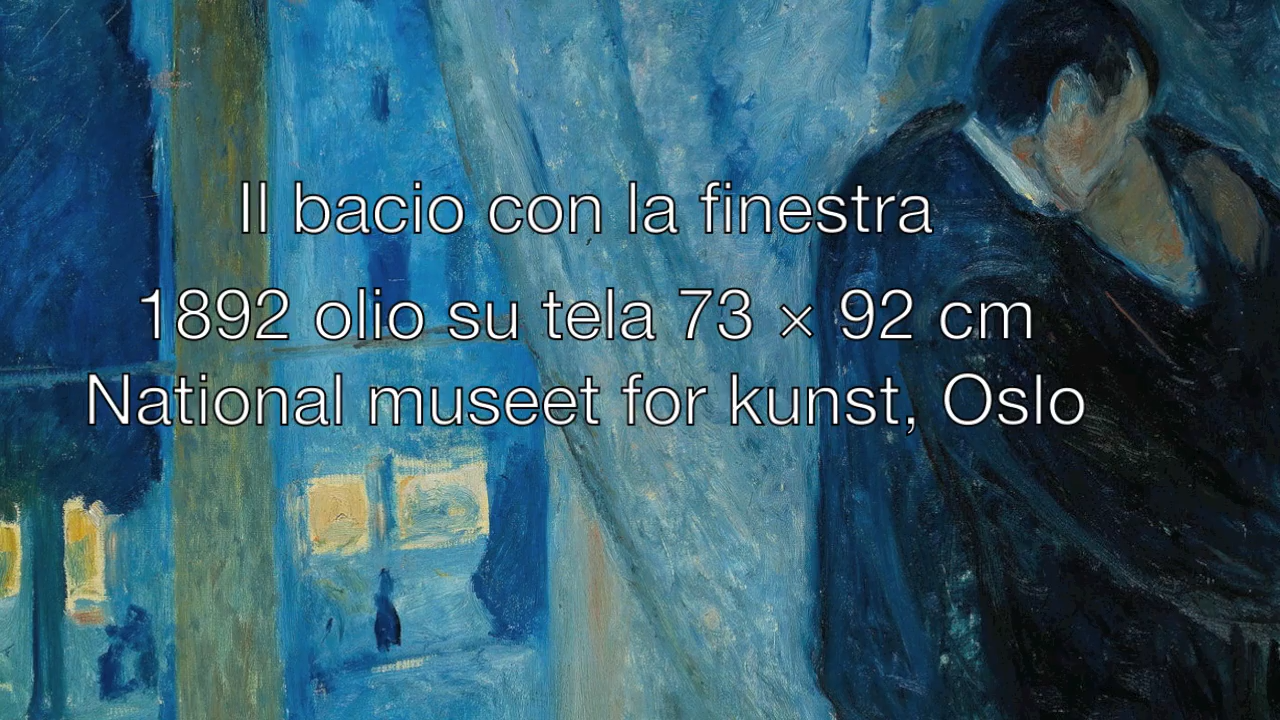 Il bacio con la finestra
1892 olio su tela 73 × 92 cm
National museet for kunst, Oslo